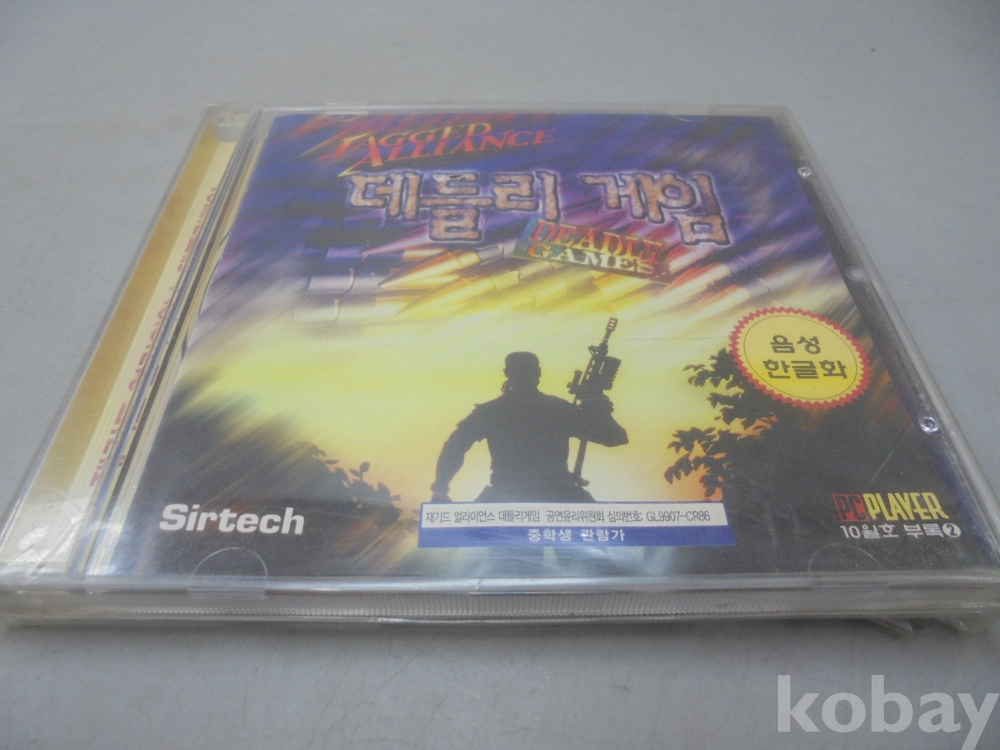 JAGGED
ALLIANCE
데들리 게임
DEADLY
GAMES
음성
한글화
Sirtech
재기드 얼라이언스 데들리게임 공연윤리위원회 심의번호: GL9907-CR86
중학생 관람가
PC PLAYER
10월호 부록 2
kobay